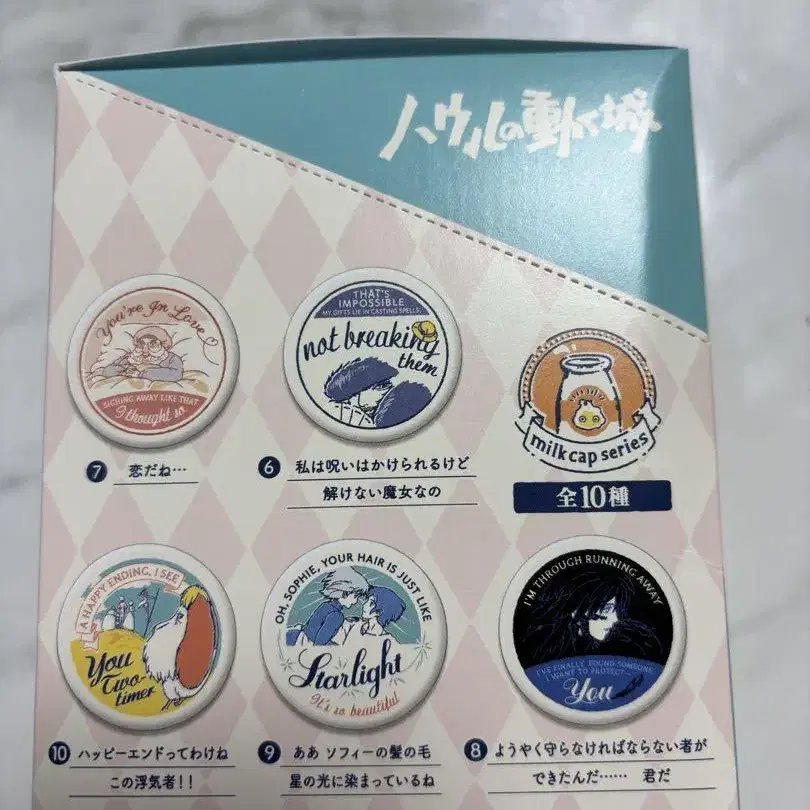 ハウルの動く城
You're In Love
SIGHING AWAY LIKE THAT
I thought so
7 恋だね…
THAT'S
IMPOSSIBLE
MY GIFTS LIE IN CASTING SPELLS,
not breaking
them
6 私は呪いはかけられるけど
解けない魔女なの
milk cap series
全10種
A HAPPY ENDING, I SEE
You
Two-
timer
10 ハッピーエンドってわけね
この浮気者!!
OH, SOPHIE, YOUR HAIR IS JUST LIKE
Starlight
It's so beautiful
9 ああ ソフィーの髪の毛
星の光に染まっているね
I'M THROUGH RUNNING AWAY
I'VE FINALLY FOUND SOMEONE
I WANT TO PROTECT~
You
8 ようやく守らなければならない者が
できたんだ…… 君だ